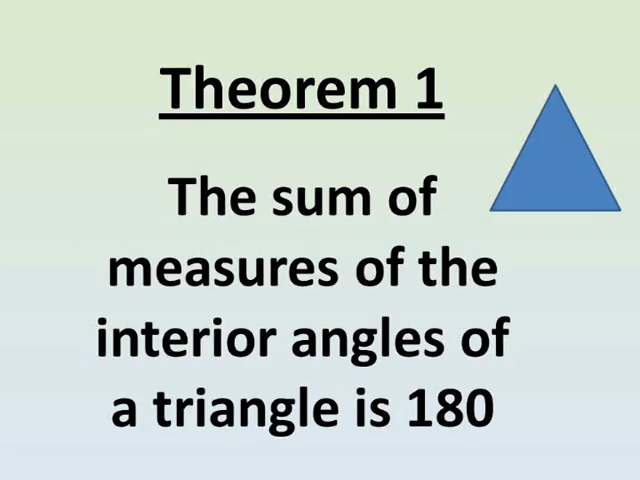 Theorem 1
The sum of
measures of the
interior angles of
a triangle is 180